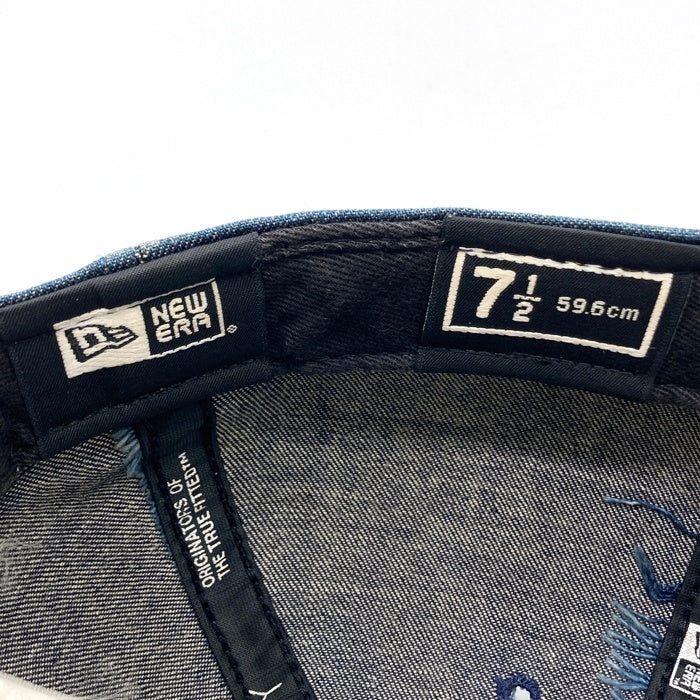 NEW
ERA
7 1/2 59.6cm
ORIGINATORS OF
THE TRUE FITTED™